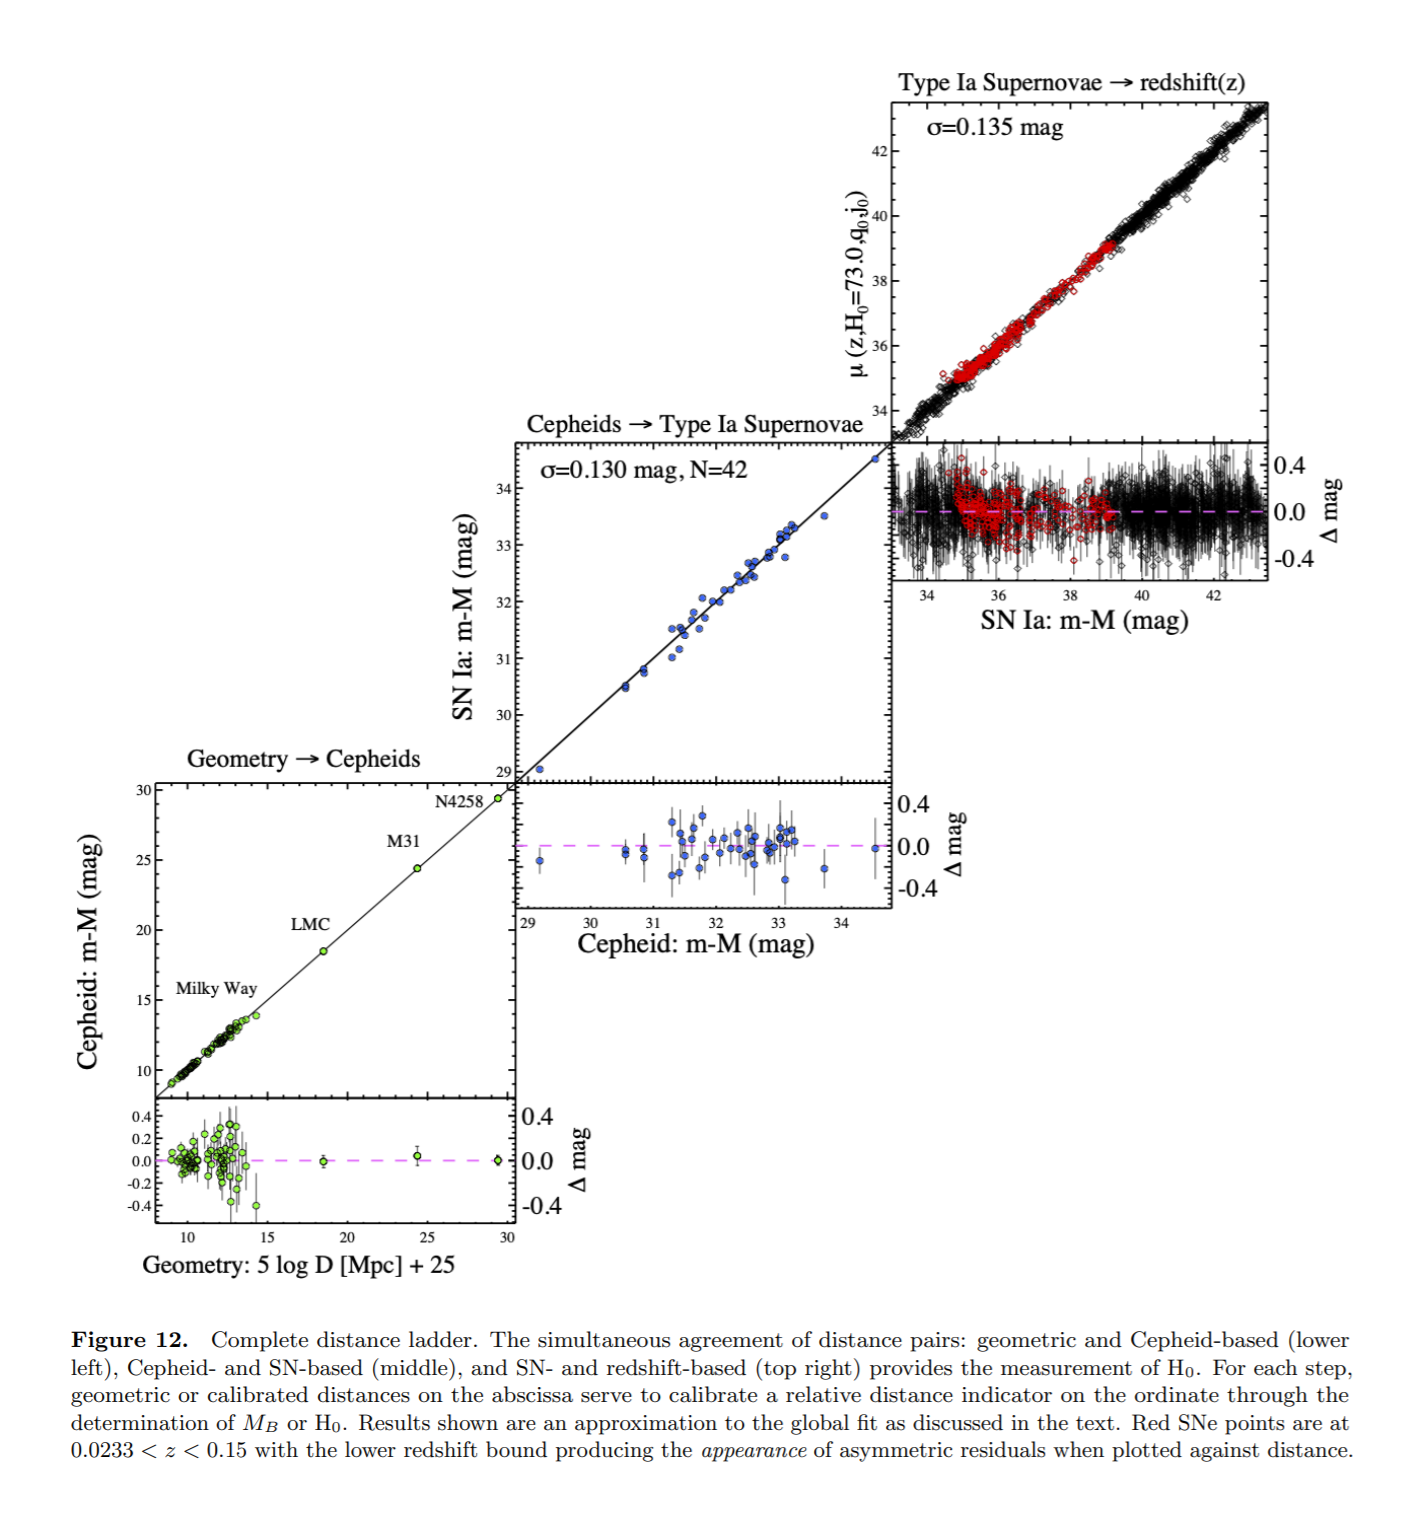 Type Ia Supernovae → redshift(z)
σ=0.135 mag
42
40
38
36
34
μ (z,H₀=73.0,q₀,j₀)
0.4
0.0
-0.4
Δ mag
34 36 38 40 42
SN Ia: m-M (mag)
Cepheids → Type Ia Supernovae
σ=0.130 mag, N=42
34
33
32
31
30
29
SN Ia: m-M (mag)
0.4
0.0
-0.4
Δ mag
29 30 31 32 33 34
Cepheid: m-M (mag)
Geometry → Cepheids
30
25
20
15
10
Cepheid: m-M (mag)
N4258
M31
LMC
Milky Way
0.4
0.2
0.0
-0.2
-0.4
0.4
0.0
-0.4
Δ mag
10 15 20 25 30
Geometry: 5 log D [Mpc] + 25
Figure 12. Complete distance ladder. The simultaneous agreement of distance pairs: geometric and Cepheid-based (lower
left), Cepheid- and SN-based (middle), and SN- and redshift-based (top right) provides the measurement of H₀. For each step,
geometric or calibrated distances on the abscissa serve to calibrate a relative distance indicator on the ordinate through the
determination of M_B or H₀. Results shown are an approximation to the global fit as discussed in the text. Red SNe points are at
0.0233 < z < 0.15 with the lower redshift bound producing the appearance of asymmetric residuals when plotted against distance.